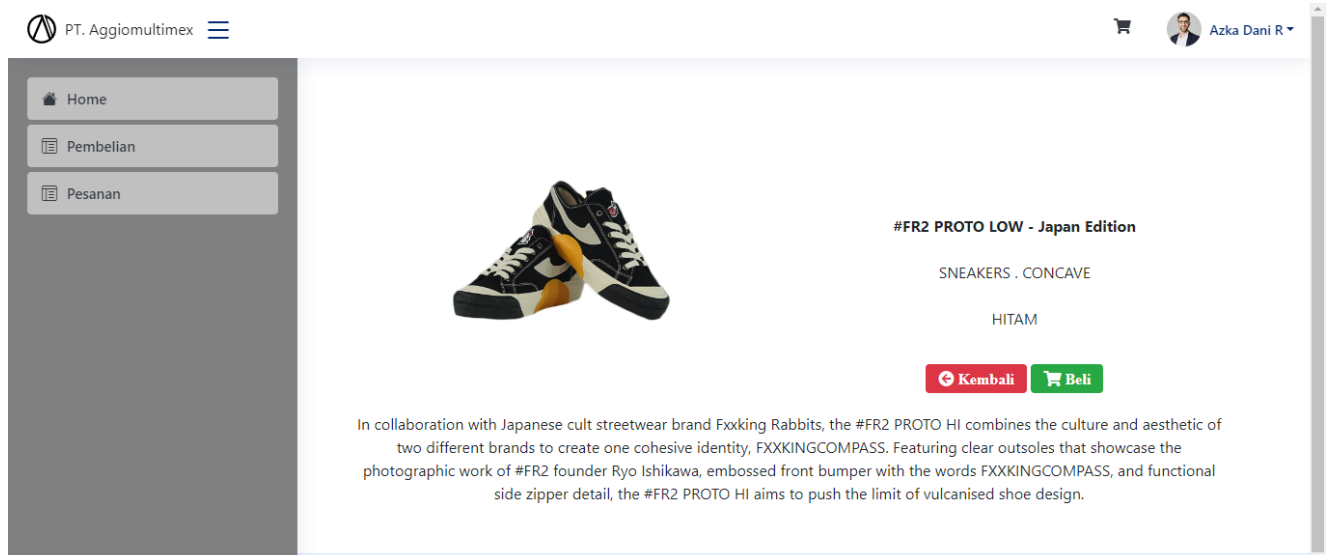 PT. Aggiomultimex
Azka Dani R
Home
Pembelian
Pesanan
#FR2 PROTO LOW - Japan Edition
SNEAKERS . CONCAVE
HITAM
Kembali
Beli
In collaboration with Japanese cult streetwear brand Fxxking Rabbits, the #FR2 PROTO HI combines the culture and aesthetic of
two different brands to create one cohesive identity, FXXKINGCOMPASS. Featuring clear outsoles that showcase the
photographic work of #FR2 founder Ryo Ishikawa, embossed front bumper with the words FXXKINGCOMPASS, and functional
side zipper detail, the #FR2 PROTO HI aims to push the limit of vulcanised shoe design.